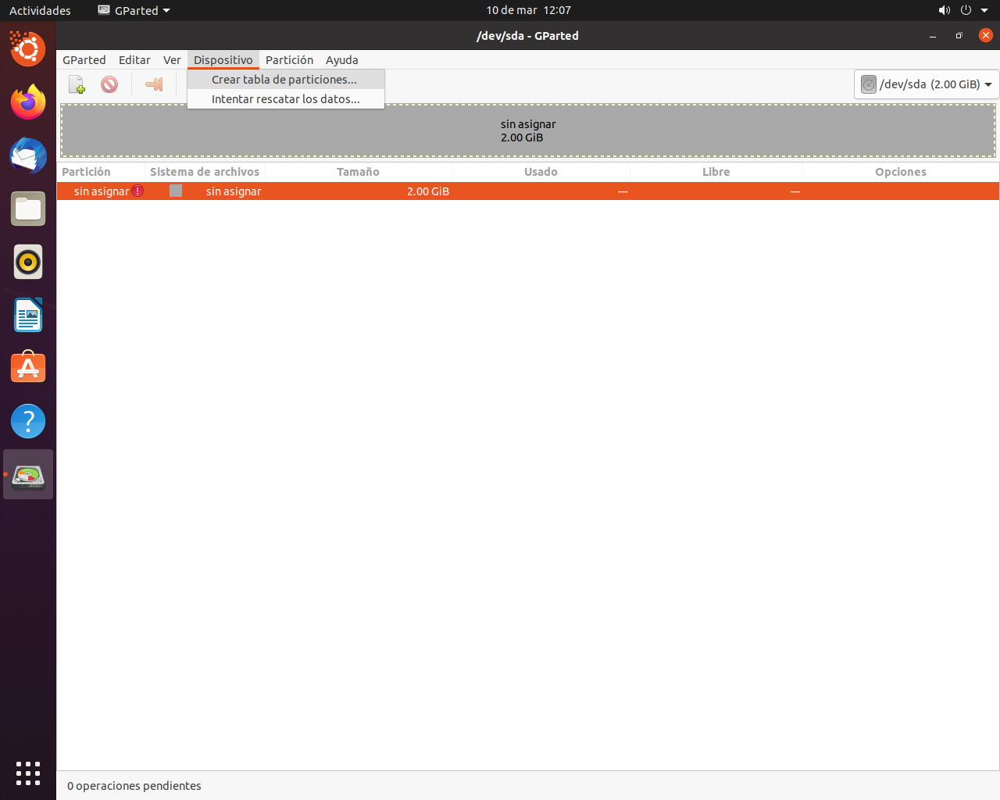 Actividades GParted 10 de mar 12:07
/dev/sda - GParted
GParted Editar Ver Dispositivo Partición Ayuda
Crear tabla de particiones...
/dev/sda (2.00 GiB)
Intentar rescatar los datos...
sin asignar
2.00 GiB
Partición Sistema de archivos Tamaño Usado Libre Opciones
sin asignar sin asignar 2.00 GiB --- ---
0 operaciones pendientes